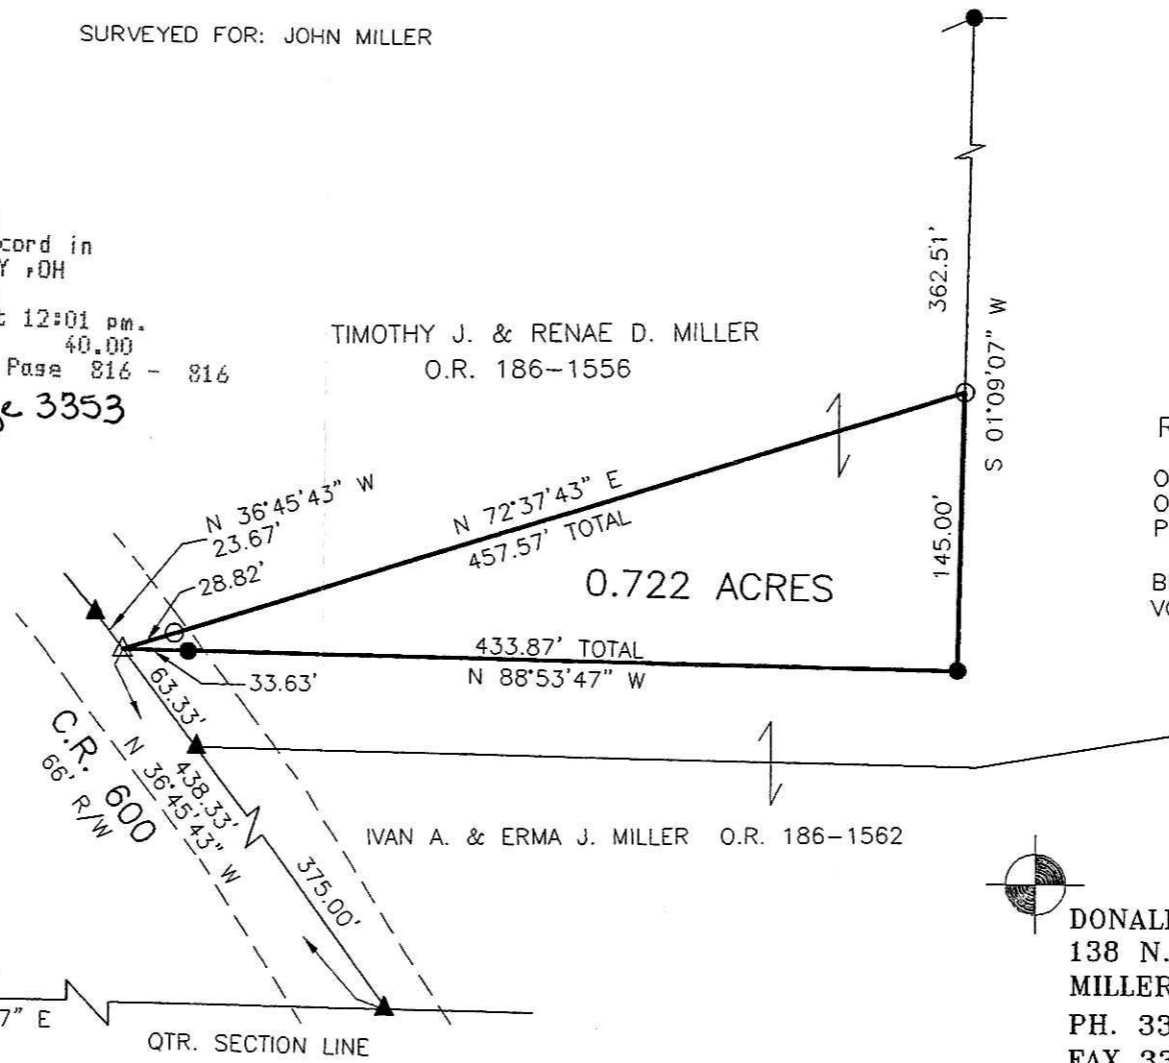 SURVEYED FOR: JOHN MILLER
cord in
Y ,OH
t 12:01 pm.
40.00
Page 816 - 816
ge 3353
TIMOTHY J. & RENAE D. MILLER
O.R. 186-1556
362.51'
S 01°09'07" W
145.00'
N 36°45'43" W
23.67'
28.82'
N 72°37'43" E
457.57' TOTAL
0.722 ACRES
433.87' TOTAL
N 88°53'47" W
33.63'
63.33'
C.R. 600
66' R/W
N 36°45'43" W
438.33'
375.00'
IVAN A. & ERMA J. MILLER O.R. 186-1562
R
O
O
P
B
VO
DONALD
138 N.
MILLER
PH. 33
FAX 33
7" E
QTR. SECTION LINE